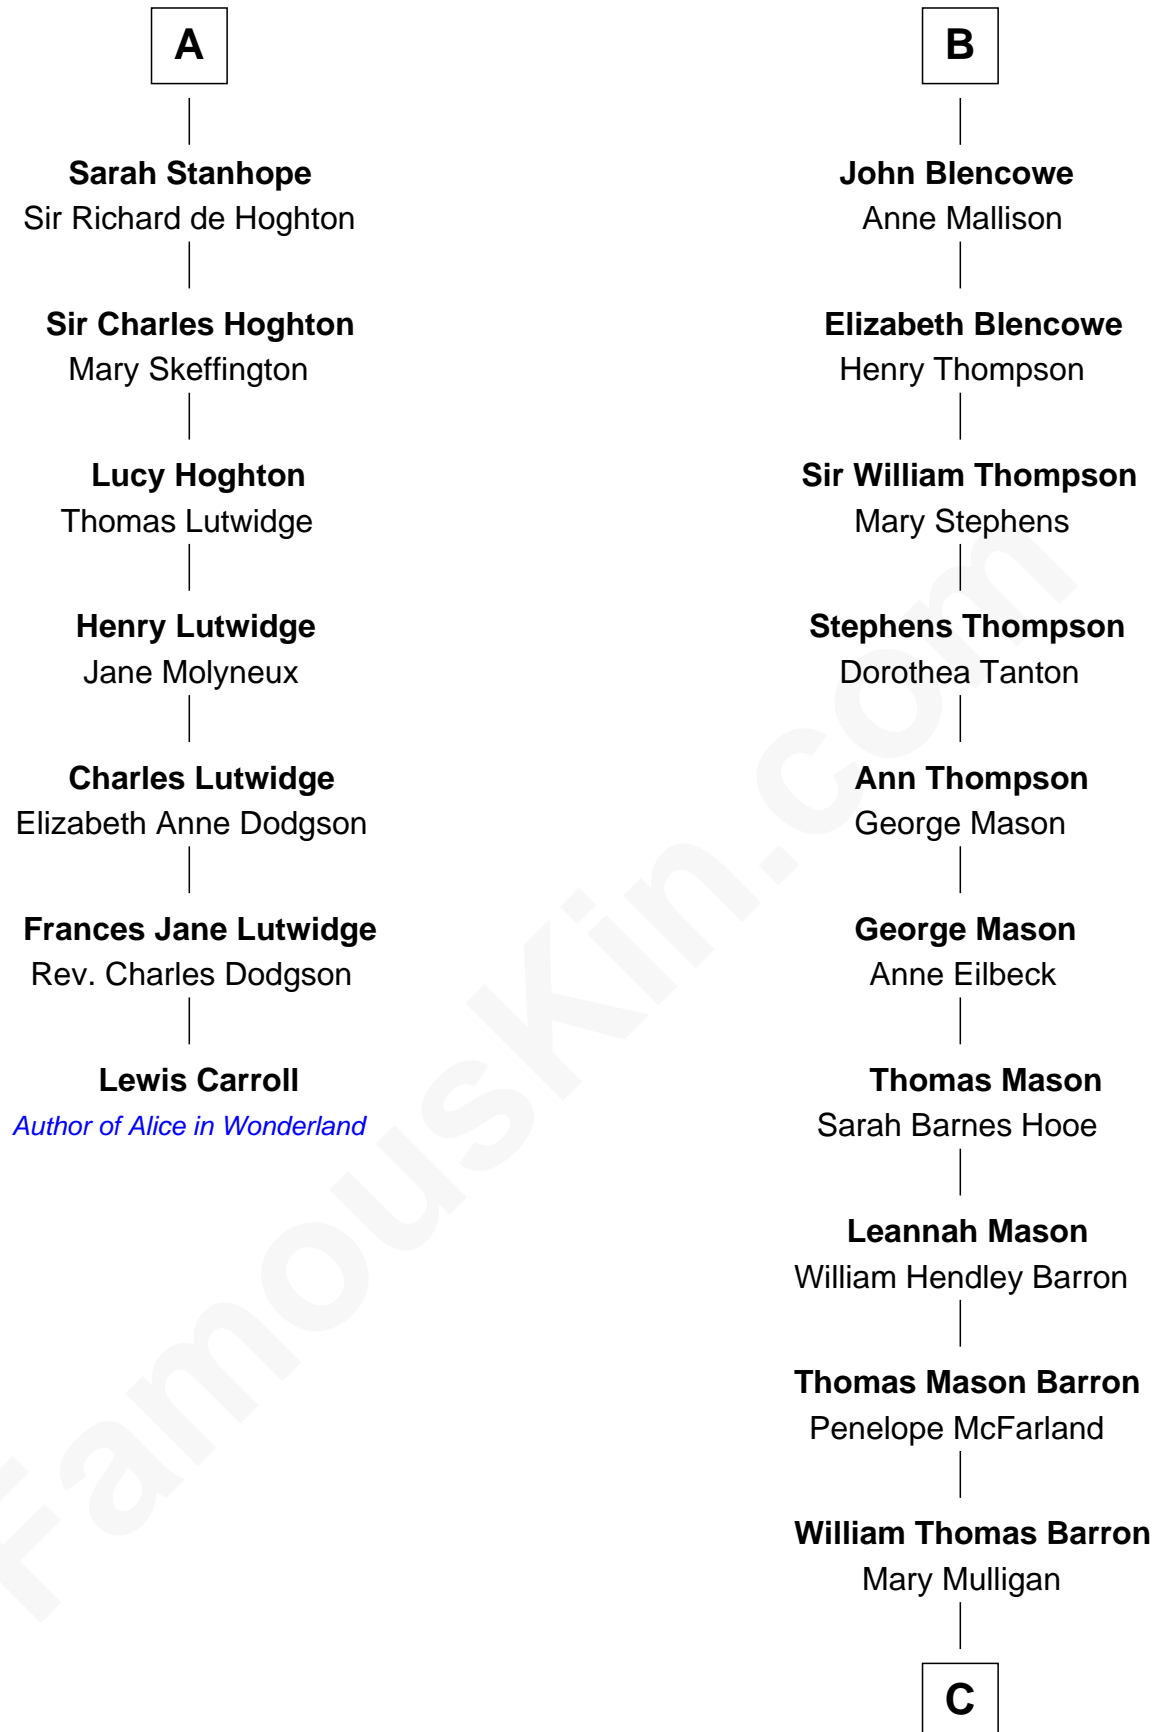 A
Sarah Stanhope
Sir Richard de Hoghton
Sir Charles Hoghton
Mary Skeffington
Lucy Hoghton
Thomas Lutwidge
Henry Lutwidge
Jane Molyneux
Charles Lutwidge
Elizabeth Anne Dodgson
Frances Jane Lutwidge
Rev. Charles Dodgson
Lewis Carroll
Author of Alice in Wonderland
B
John Blencowe
Anne Mallison
Elizabeth Blencowe
Henry Thompson
Sir William Thompson
Mary Stephens
Stephens Thompson
Dorothea Tanton
Ann Thompson
George Mason
George Mason
Anne Eilbeck
Thomas Mason
Sarah Barnes Hooe
Leannah Mason
William Hendley Barron
Thomas Mason Barron
Penelope McFarland
William Thomas Barron
Mary Mulligan
C
FamousKin.com